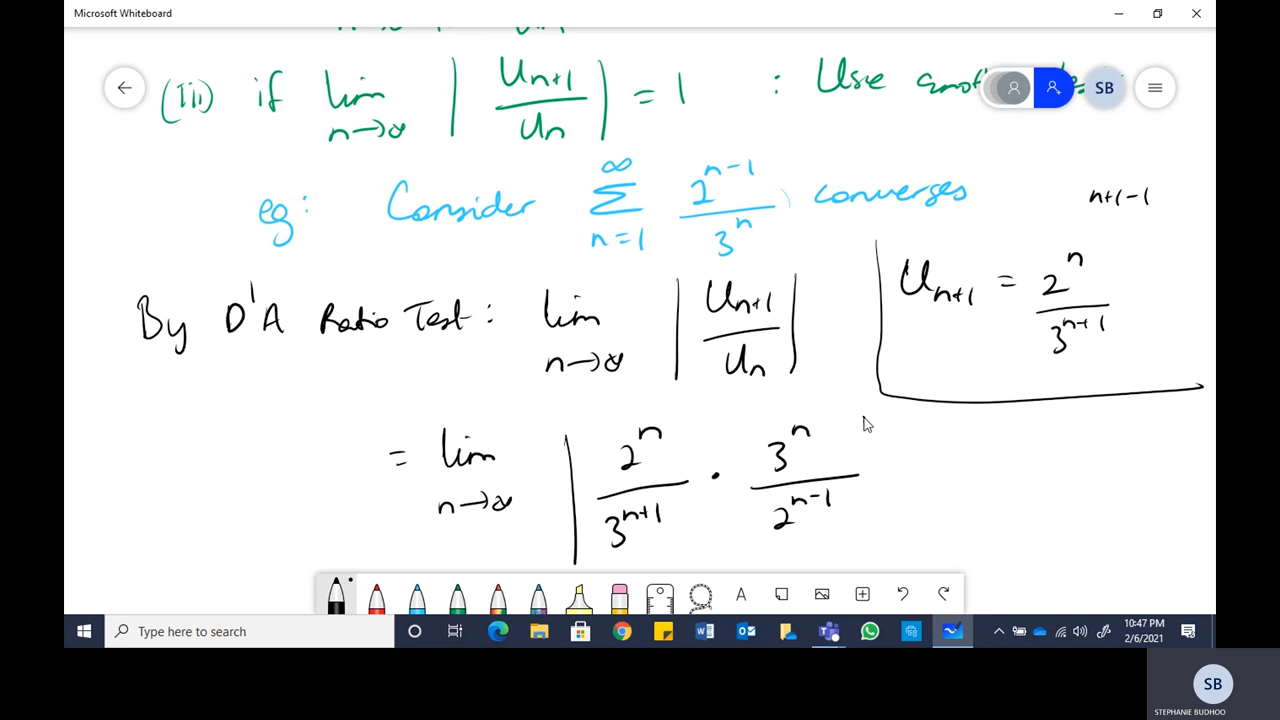 Microsoft Whiteboard
(iii) if lim n→∞ | Un+1 / Un | = 1 : Use
SB
eg: Consider ∞ Σ n=1 2^(n-1) / 3^n converges
n+1-1
Un+1 = 2^n / 3^(n+1)
By D'A Ratio Test: lim n→∞ | Un+1 / Un |
= lim n→∞ | 2^n / 3^(n+1) · 3^n / 2^(n-1)
A
Type here to search
10:47 PM
2/6/2021
SB
STEPHANIE BUDHOO